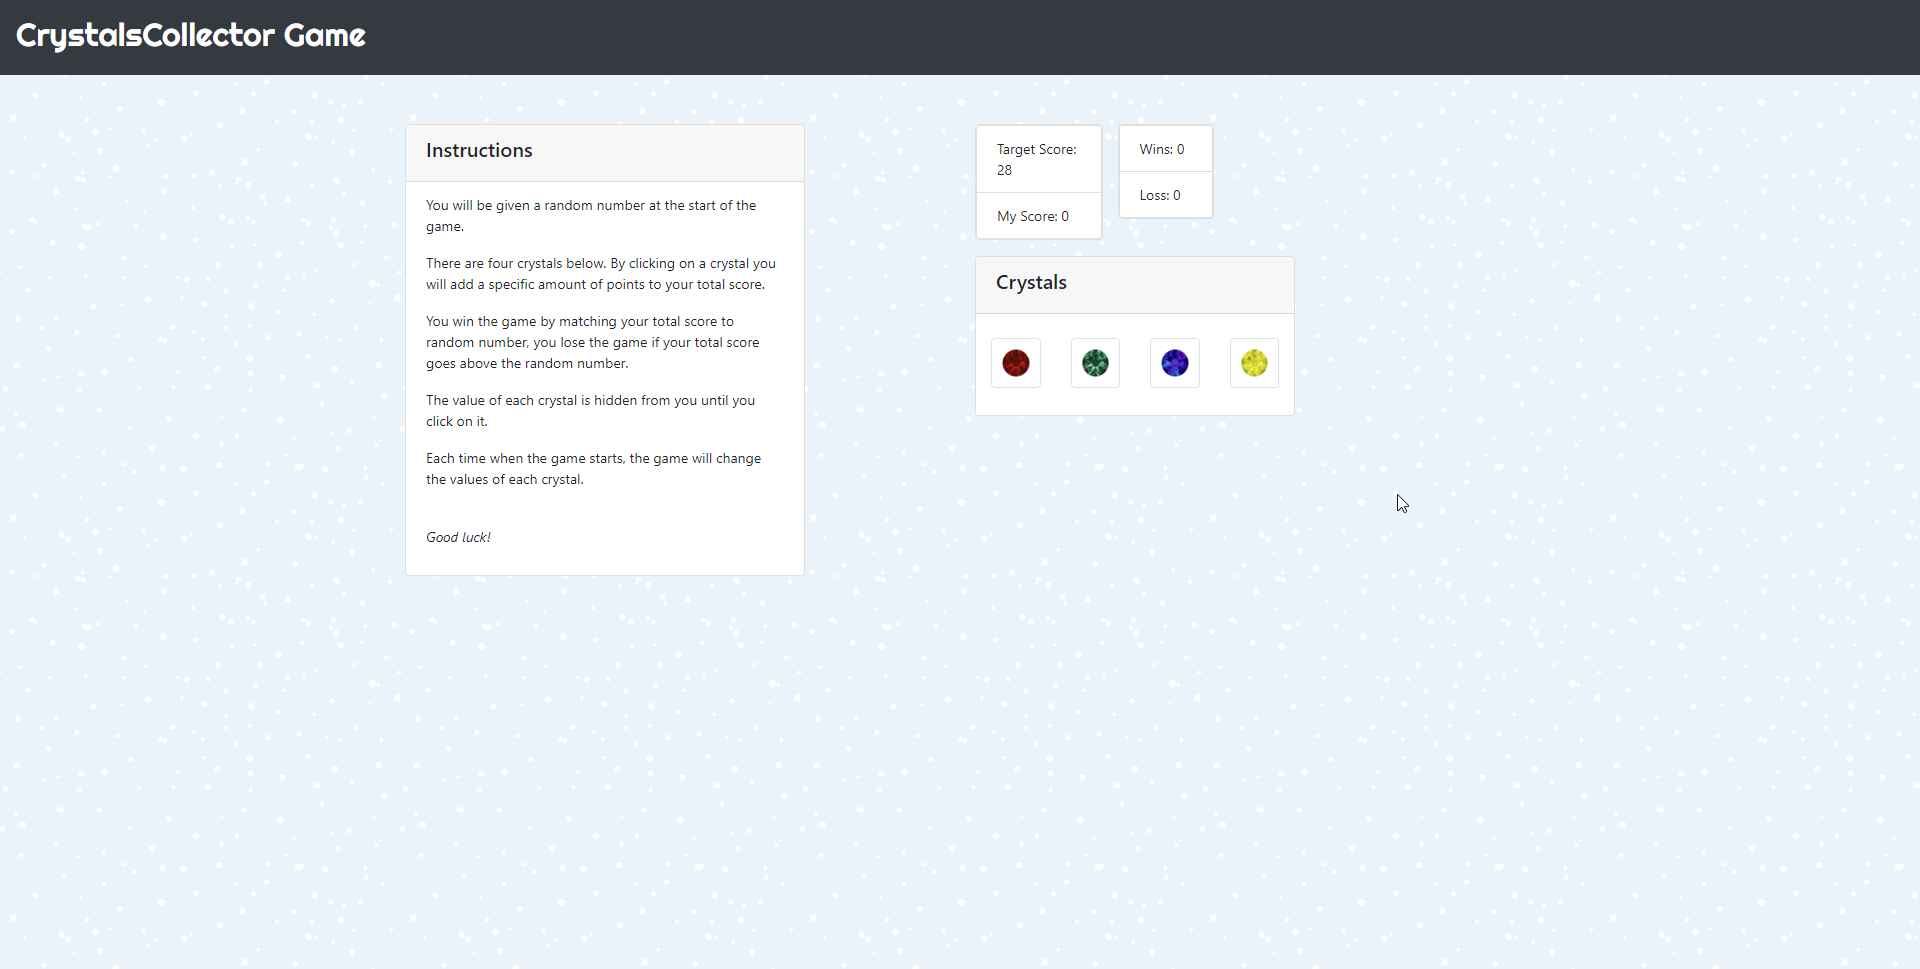 CrystalsCollector Game
Instructions
You will be given a random number at the start of the
game.
There are four crystals below. By clicking on a crystal you
will add a specific amount of points to your total score.
You win the game by matching your total score to
random number, you lose the game if your total score
goes above the random number.
The value of each crystal is hidden from you until you
click on it.
Each time when the game starts, the game will change
the values of each crystal.
Good luck!
Target Score:
28
My Score: 0
Wins: 0
Loss: 0
Crystals